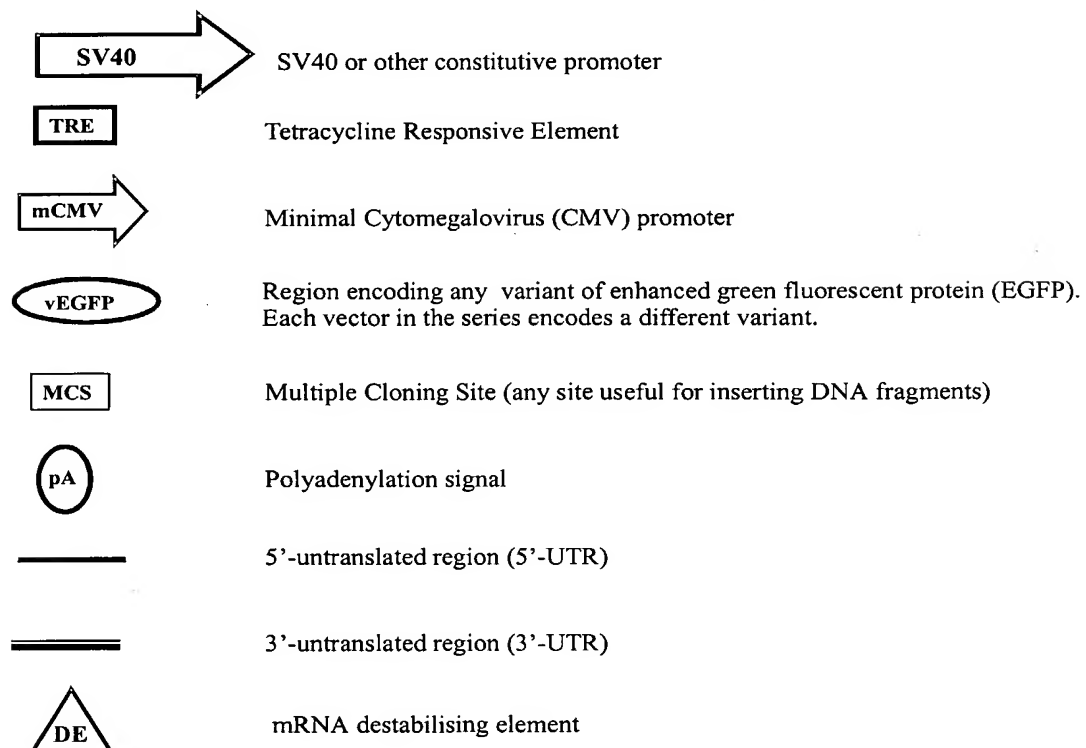 SV40 SV40 or other constitutive promoter
TRE Tetracycline Responsive Element
mCMV Minimal Cytomegalovirus (CMV) promoter
vEGFP Region encoding any variant of enhanced green fluorescent protein (EGFP).
Each vector in the series encodes a different variant.
MCS Multiple Cloning Site (any site useful for inserting DNA fragments)
pA Polyadenylation signal
5'-untranslated region (5'-UTR)
3'-untranslated region (3'-UTR)
DE mRNA destabilising element